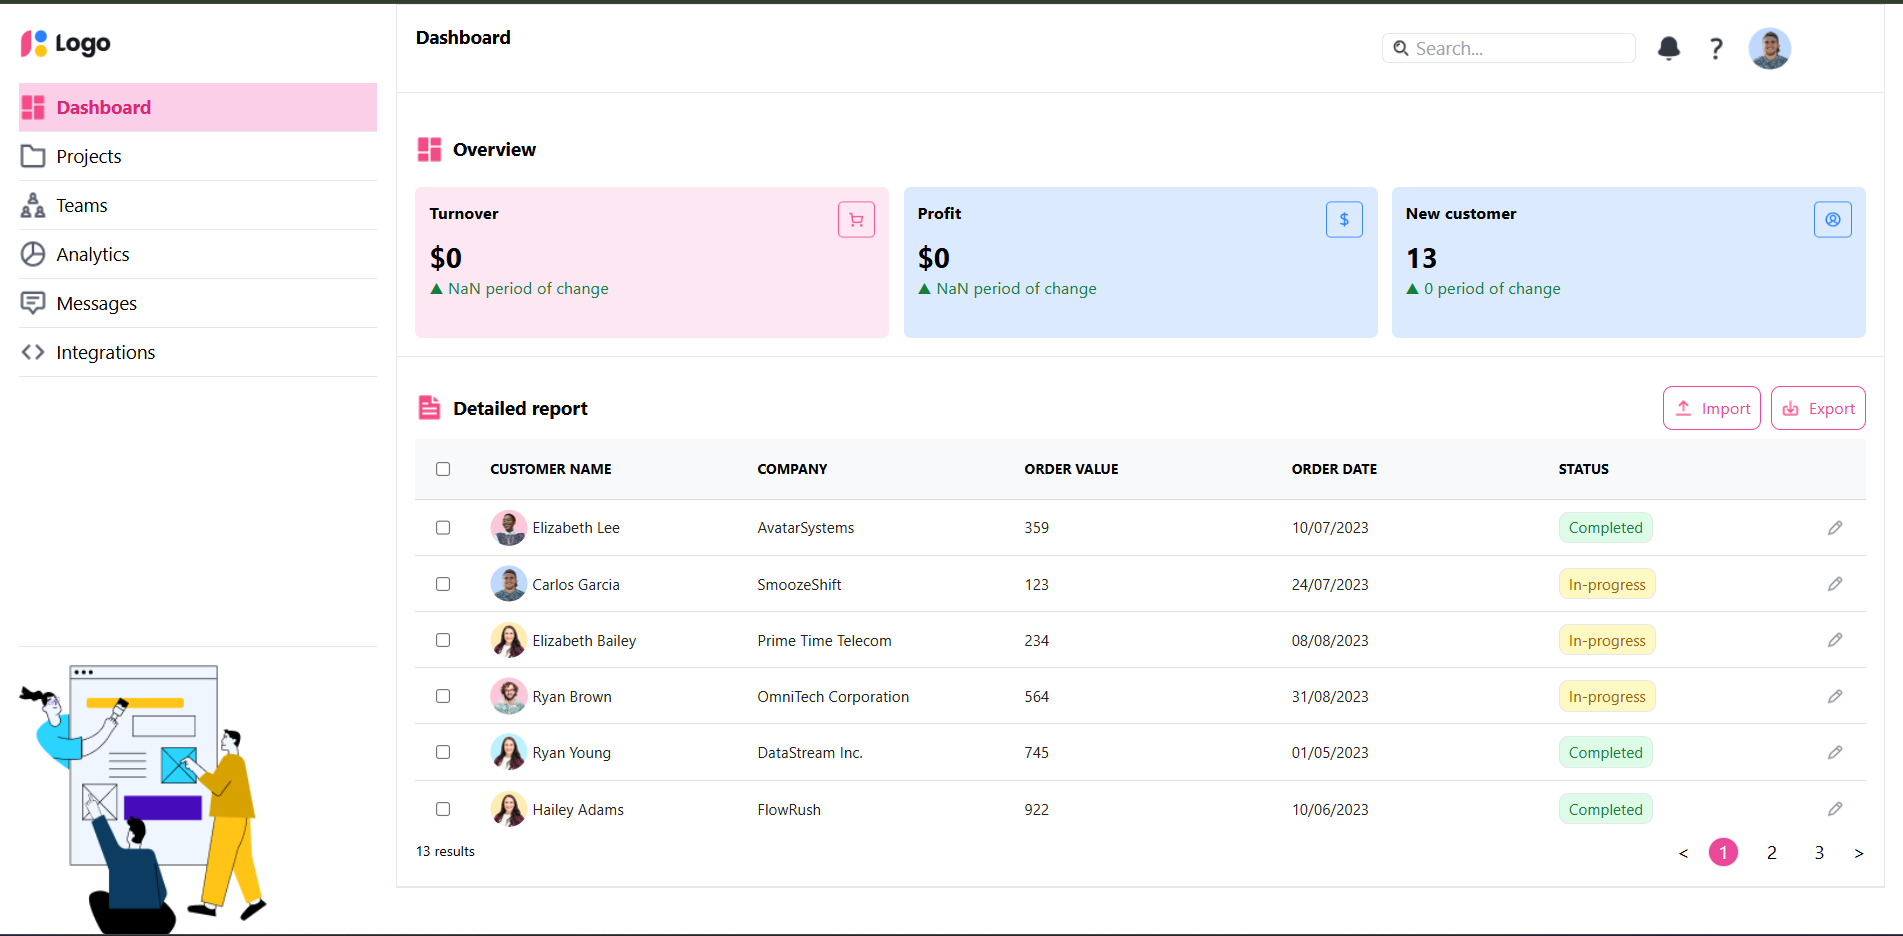 Logo
Dashboard
Projects
Teams
Analytics
Messages
Integrations
Dashboard
Search...
?
Overview
Turnover
$0
▲ NaN period of change
Profit
$
$0
▲ NaN period of change
New customer
13
▲ 0 period of change
Detailed report
Import
Export
CUSTOMER NAME COMPANY ORDER VALUE ORDER DATE STATUS
Elizabeth Lee AvatarSystems 359 10/07/2023 Completed
Carlos Garcia SmoozeShift 123 24/07/2023 In-progress
Elizabeth Bailey Prime Time Telecom 234 08/08/2023 In-progress
Ryan Brown OmniTech Corporation 564 31/08/2023 In-progress
Ryan Young DataStream Inc. 745 01/05/2023 Completed
Hailey Adams FlowRush 922 10/06/2023 Completed
13 results
< 1 2 3 >